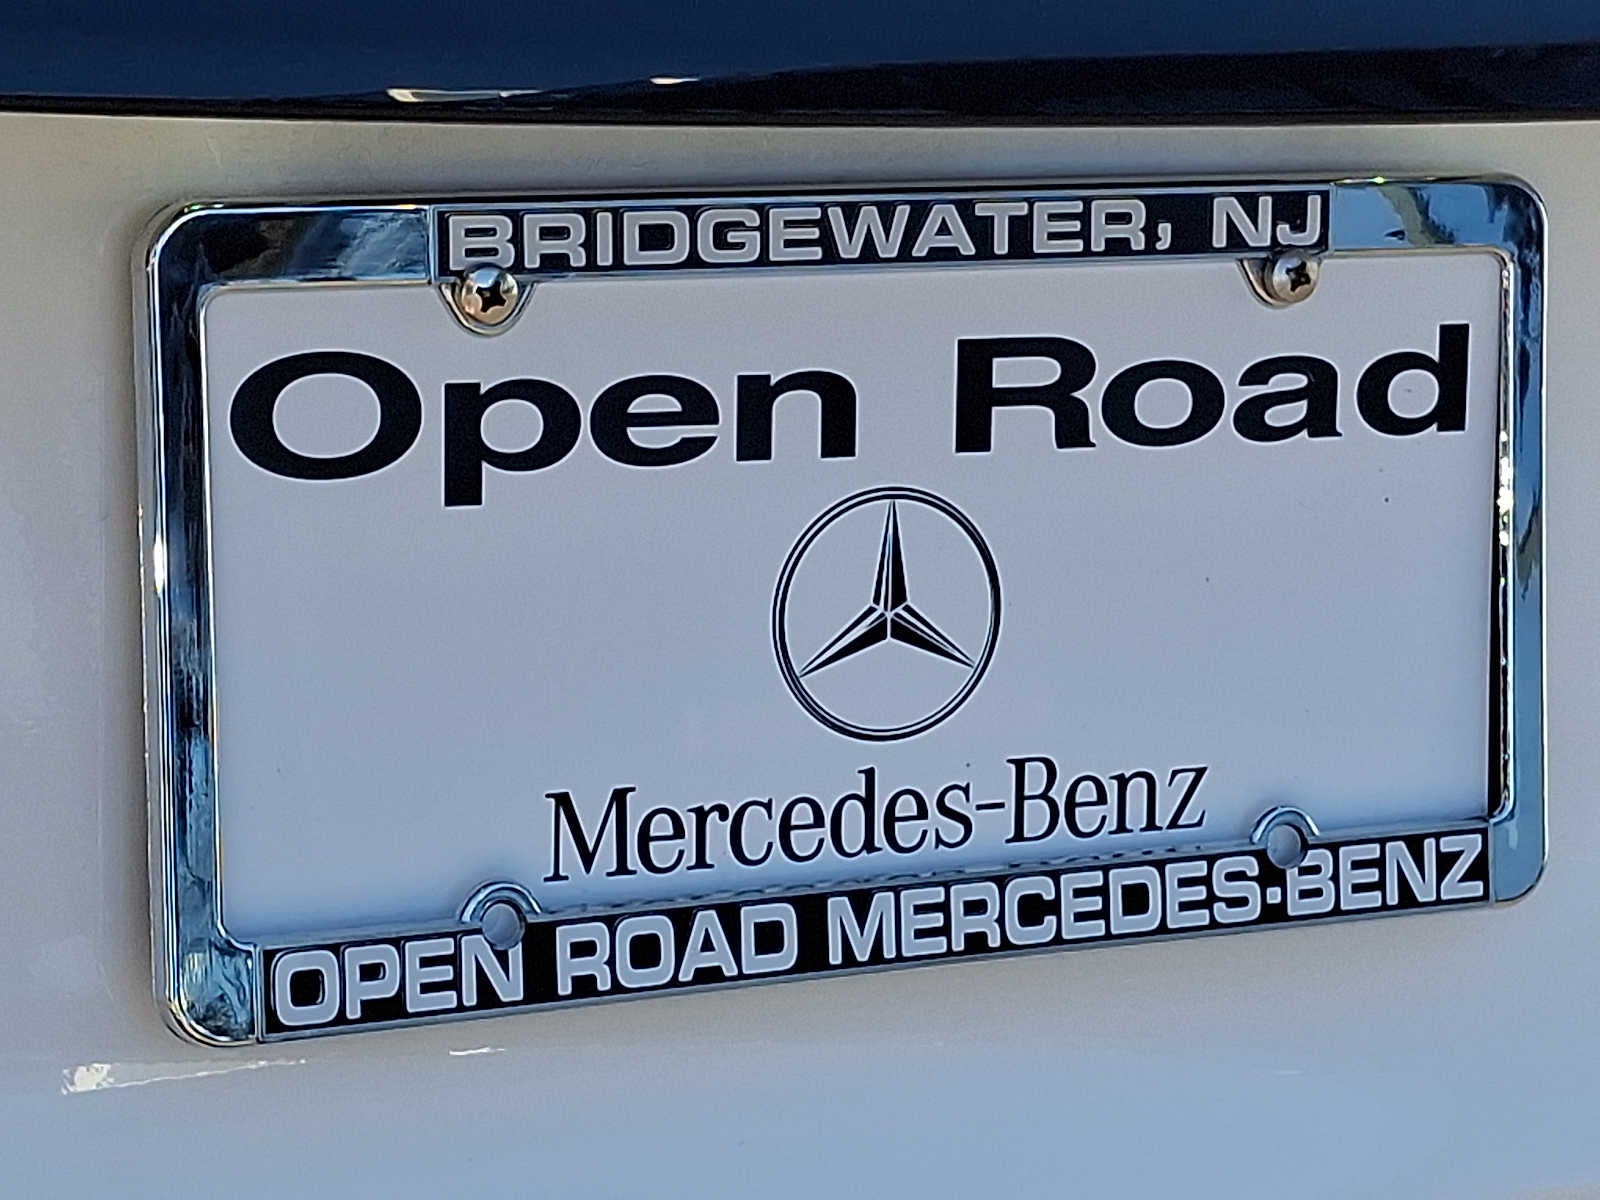 BRIDGEWATER, NJ
Open Road
Mercedes-Benz
OPEN ROAD MERCEDES-BENZ